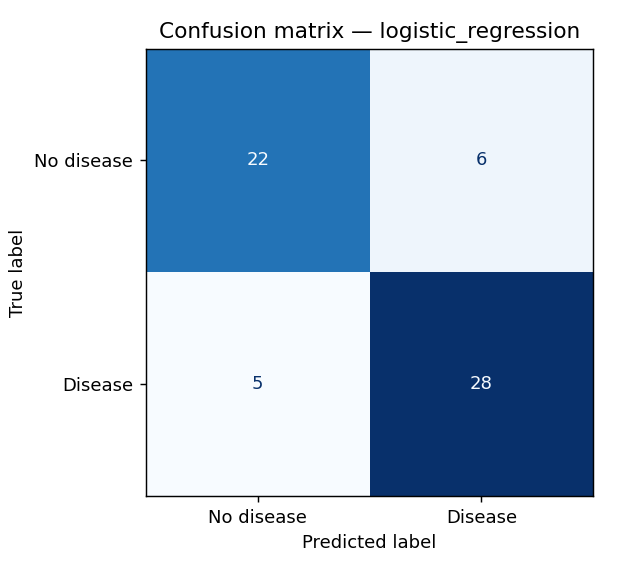 Confusion matrix — logistic_regression
No disease
22
6
True label
Disease
5
28
No disease
Disease
Predicted label